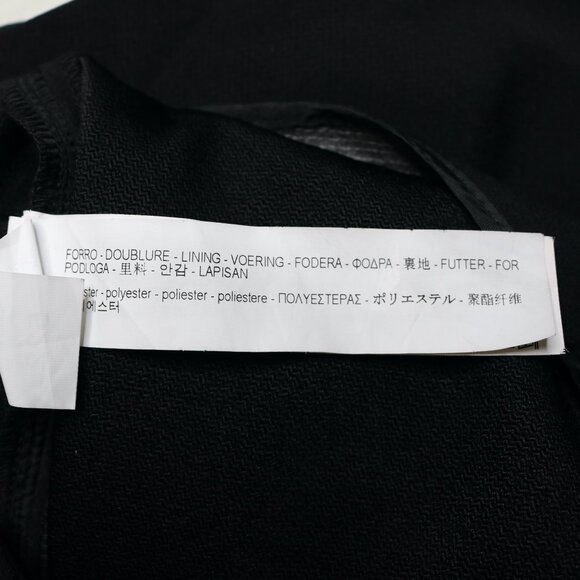 FORRO - DOUBLURE - LINING - VOERING - FODERA - ΦΟΔΡΑ - 裏地 - FUTTER - FOR
PODLOGA - 里料 - 안감 - LAPISAN
- polyester - poliester - poliestere - ΠΟΛΥΕΣΤΕΡΑΣ - ポリエステル - 聚酯纤维
에스터